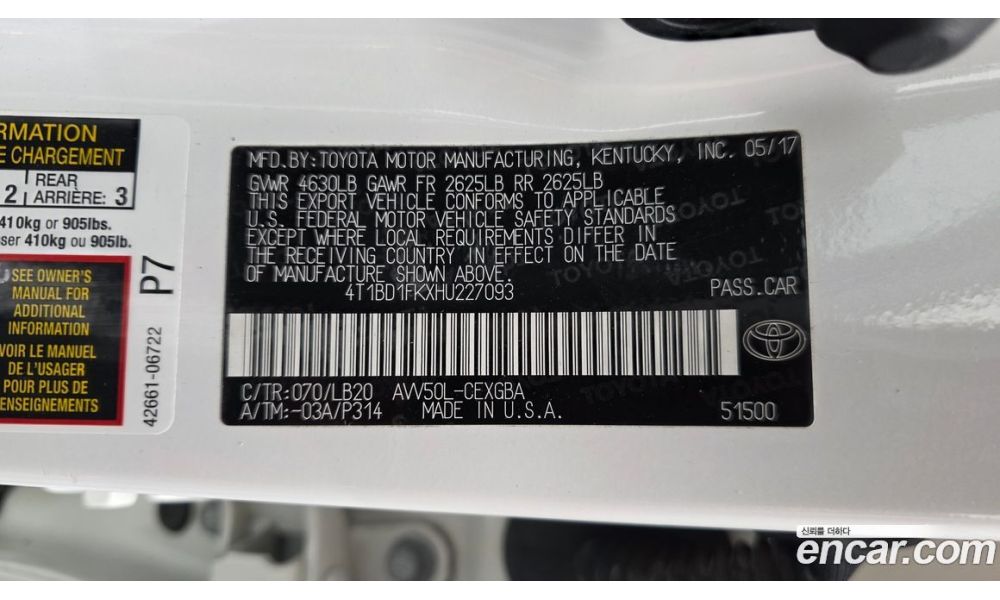 RMATION
E CHARGEMENT
2 REAR
ARRIÈRE: 3
410kg or 905lbs.
ser 410kg ou 905lb.
SEE OWNER'S
MANUAL FOR
ADDITIONAL
INFORMATION
VOIR LE MANUEL
DE L'USAGER
POUR PLUS DE
RENSEIGNEMENTS
P7
42661-06722
MFD.BY:TOYOTA MOTOR MANUFACTURING, KENTUCKY, INC. 05/17
GVWR 4630LB GAWR FR 2625LB RR 2625LB
THIS EXPORT VEHICLE CONFORMS TO APPLICABLE
U.S. FEDERAL MOTOR VEHICLE SAFETY STANDARDS
EXCEPT WHERE LOCAL REQUIREMENTS DIFFER IN
THE RECEIVING COUNTRY IN EFFECT ON THE DATE
OF MANUFACTURE SHOWN ABOVE.
4T1BD1FKXHU227093 PASS.CAR
C/TR:070/LB20 AVV50L-CEXGBA
A/TM:-03A/P314 MADE IN U.S.A. 51500
신뢰를 더하다
encar.com